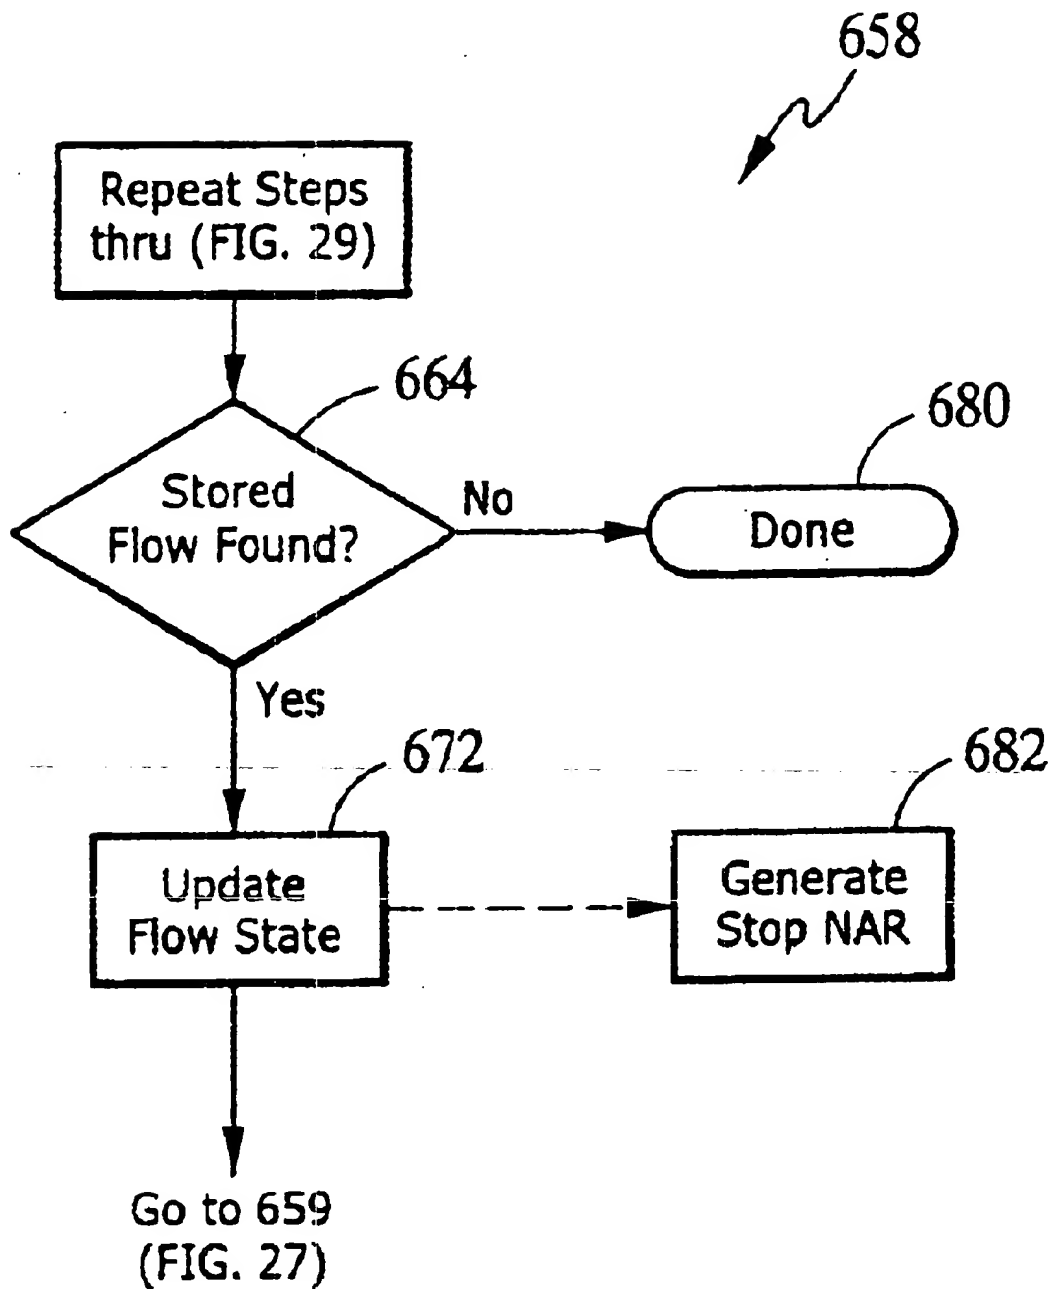 658
Repeat Steps
thru (FIG. 29)
664
680
Stored
Flow Found?
No
Done
Yes
672
682
Update
Flow State
Generate
Stop NAR
Go to 659
(FIG. 27)